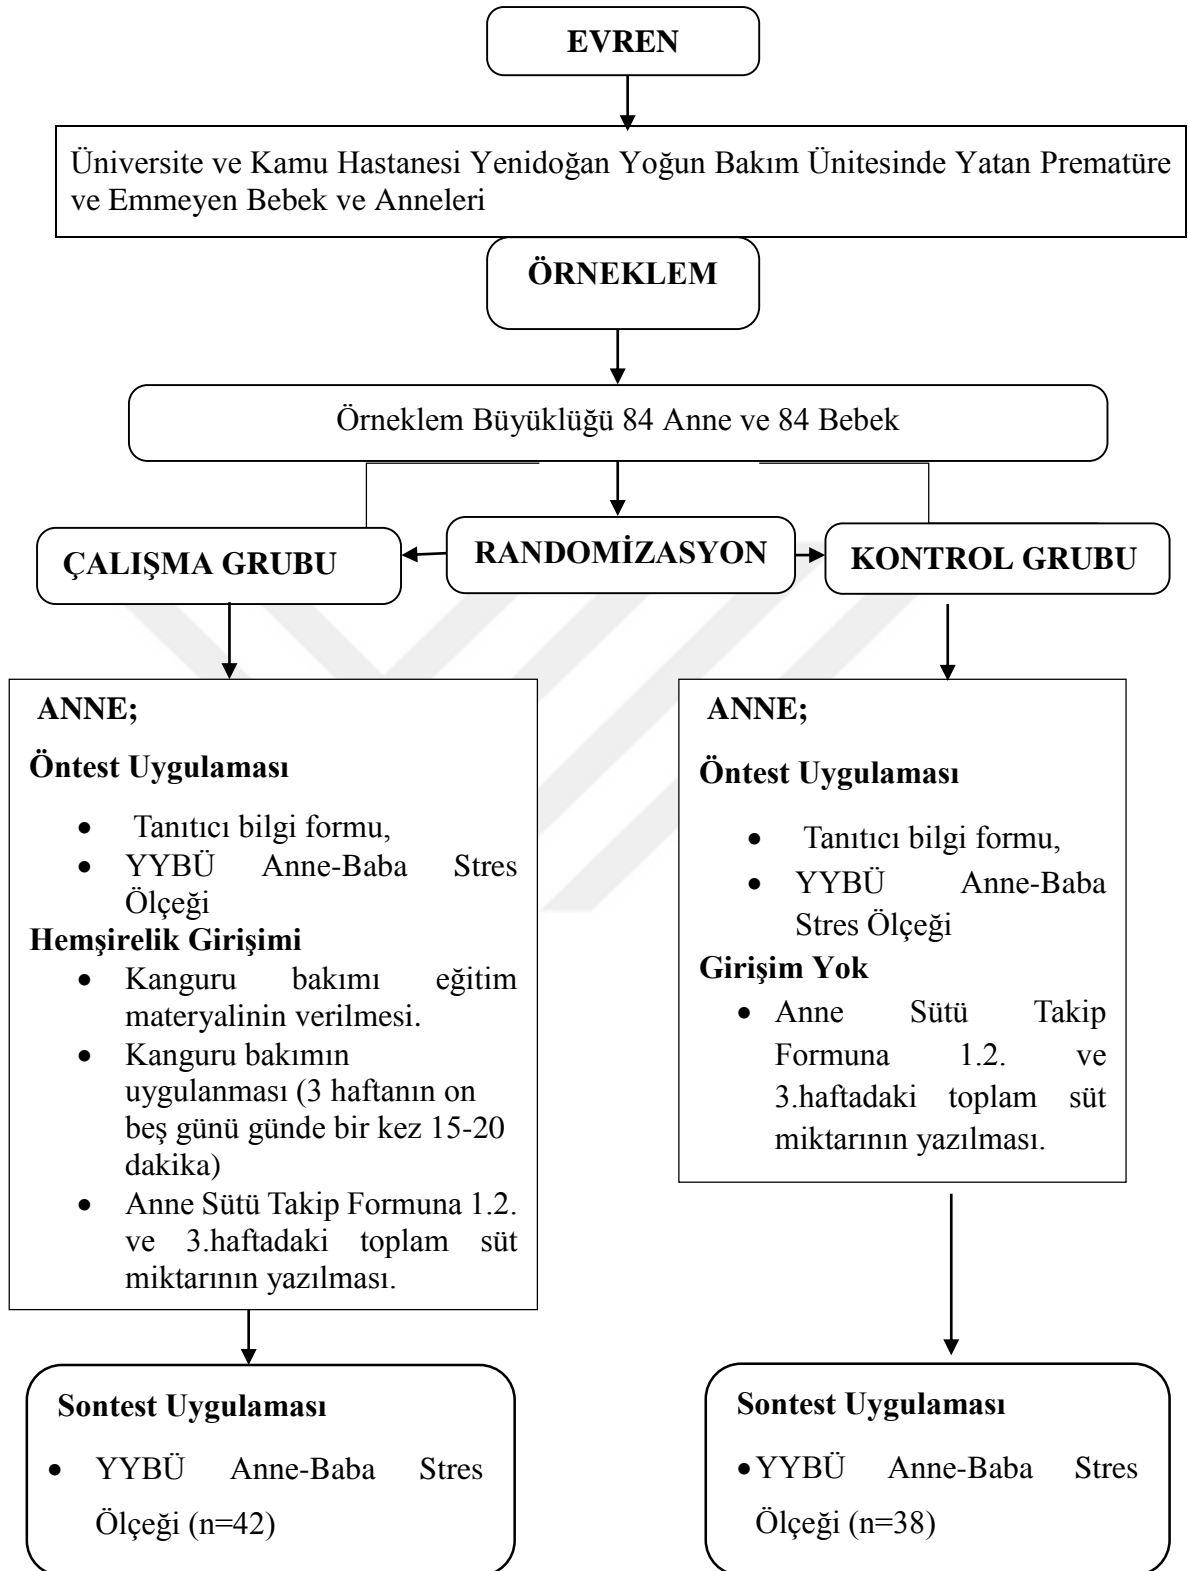 EVREN
Üniversite ve Kamu Hastanesi Yenidoğan Yoğun Bakım Ünitesinde Yatan Prematüre
ve Emmeyen Bebek ve Anneleri
ÖRNEKLEM
Örneklem Büyüklüğü 84 Anne ve 84 Bebek
ÇALIŞMA GRUBU
RANDOMİZASYON
KONTROL GRUBU
ANNE;
Öntest Uygulaması
• Tanıtıcı bilgi formu,
• YYBÜ Anne-Baba Stres
Ölçeği
Hemşirelik Girişimi
• Kanguru bakımı eğitim
materyalinin verilmesi.
• Kanguru bakımın
uygulanması (3 haftanın on
beş günü günde bir kez 15-20
dakika)
• Anne Sütü Takip Formuna 1.2.
ve 3.haftadaki toplam süt
miktarının yazılması.
ANNE;
Öntest Uygulaması
• Tanıtıcı bilgi formu,
• YYBÜ Anne-Baba
Stres Ölçeği
Girişim Yok
• Anne Sütü Takip
Formuna 1.2. ve
3.haftadaki toplam süt
miktarının yazılması.
Sontest Uygulaması
• YYBÜ Anne-Baba Stres
Ölçeği (n=42)
Sontest Uygulaması
• YYBÜ Anne-Baba Stres
Ölçeği (n=38)